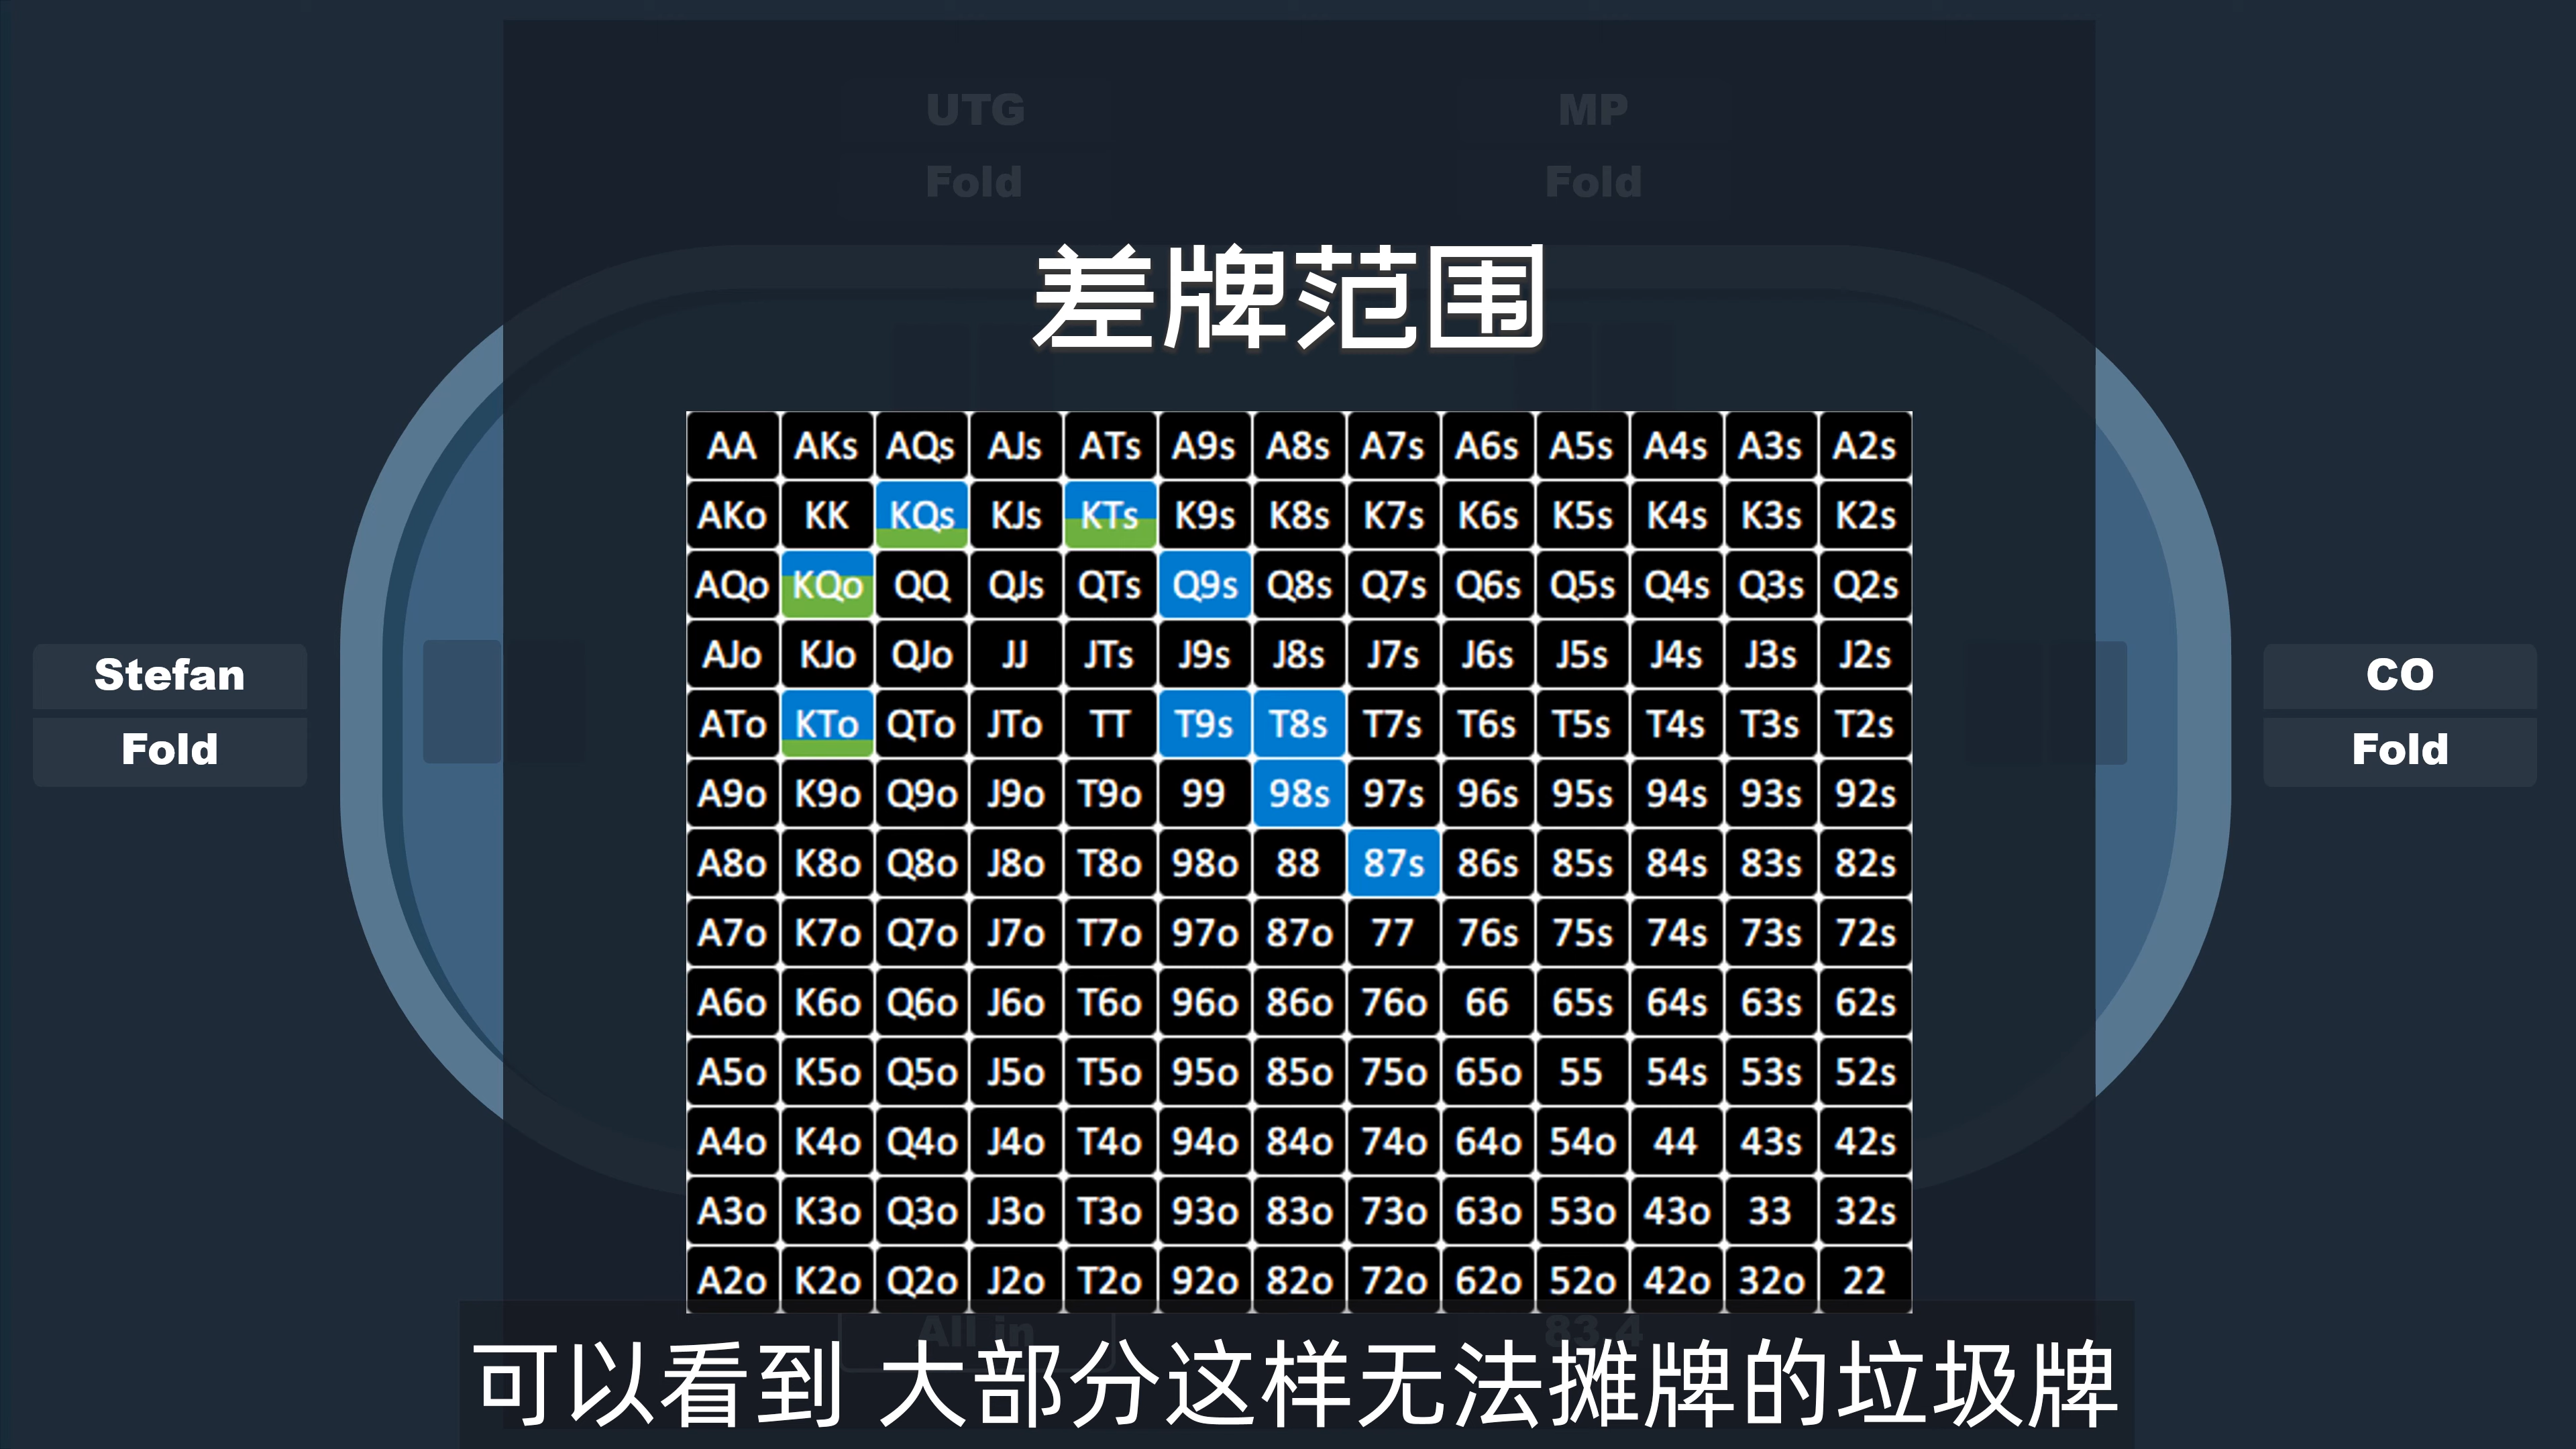 UTG
MP
Fold
Fold
差牌范围
AA AKs AQs AJs ATs A9s A8s A7s A6s A5s A4s A3s A2s
AKo KK KQs KJs KTs K9s K8s K7s K6s K5s K4s K3s K2s
AQo KQo QQ QJs QTs Q9s Q8s Q7s Q6s Q5s Q4s Q3s Q2s
AJo KJo QJo JJ JTs J9s J8s J7s J6s J5s J4s J3s J2s
ATo KTo QTo JTo TT T9s T8s T7s T6s T5s T4s T3s T2s
A9o K9o Q9o J9o T9o 99 98s 97s 96s 95s 94s 93s 92s
A8o K8o Q8o J8o T8o 98o 88 87s 86s 85s 84s 83s 82s
A7o K7o Q7o J7o T7o 97o 87o 77 76s 75s 74s 73s 72s
A6o K6o Q6o J6o T6o 96o 86o 76o 66 65s 64s 63s 62s
A5o K5o Q5o J5o T5o 95o 85o 75o 65o 55 54s 53s 52s
A4o K4o Q4o J4o T4o 94o 84o 74o 64o 54o 44 43s 42s
A3o K3o Q3o J3o T3o 93o 83o 73o 63o 53o 43o 33 32s
A2o K2o Q2o J2o T2o 92o 82o 72o 62o 52o 42o 32o 22
Stefan
Fold
CO
Fold
All in
83.4
可以看到 大部分这样无法摊牌的垃圾牌